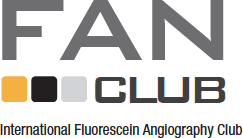 FAN
CLUB
International Fluorescein Angiography Club